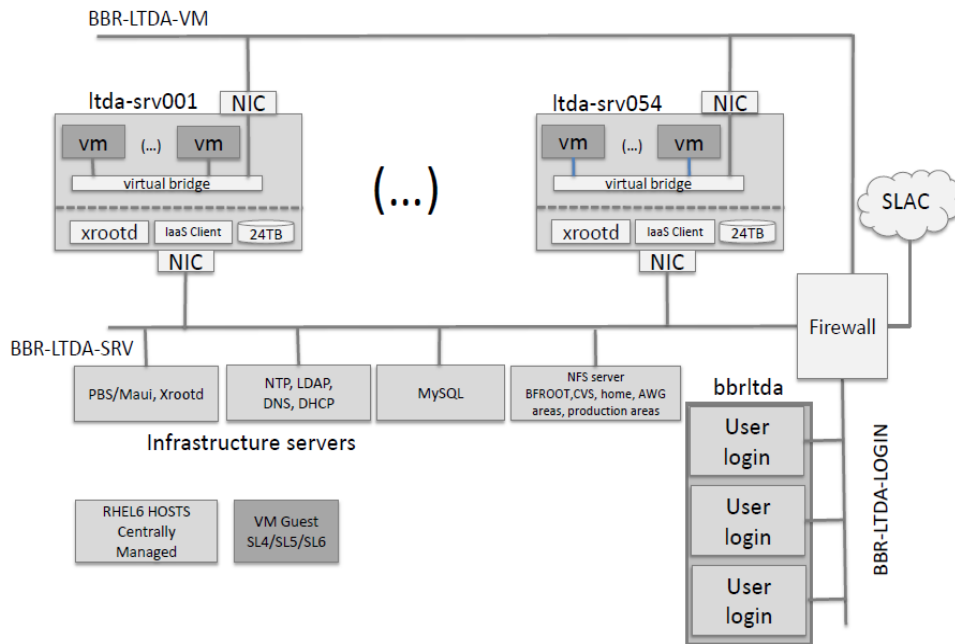 BBR-LTDA-VM
ltda-srv001
NIC
ltda-srv054
NIC
vm
(...)
vm
virtual bridge
xrootd
IaaS Client
24TB
NIC
(...)
vm
(...)
vm
virtual bridge
xrootd
IaaS Client
24TB
NIC
SLAC
Firewall
BBR-LTDA-SRV
PBS/Maui, Xrootd
NTP, LDAP,
DNS, DHCP
MySQL
NFS server
BFROOT,CVS, home, AWG
areas, production areas
Infrastructure servers
bbrltda
User
login
User
login
User
login
BBR-LTDA-LOGIN
RHEL6 HOSTS
Centrally
Managed
VM Guest
SL4/SL5/SL6